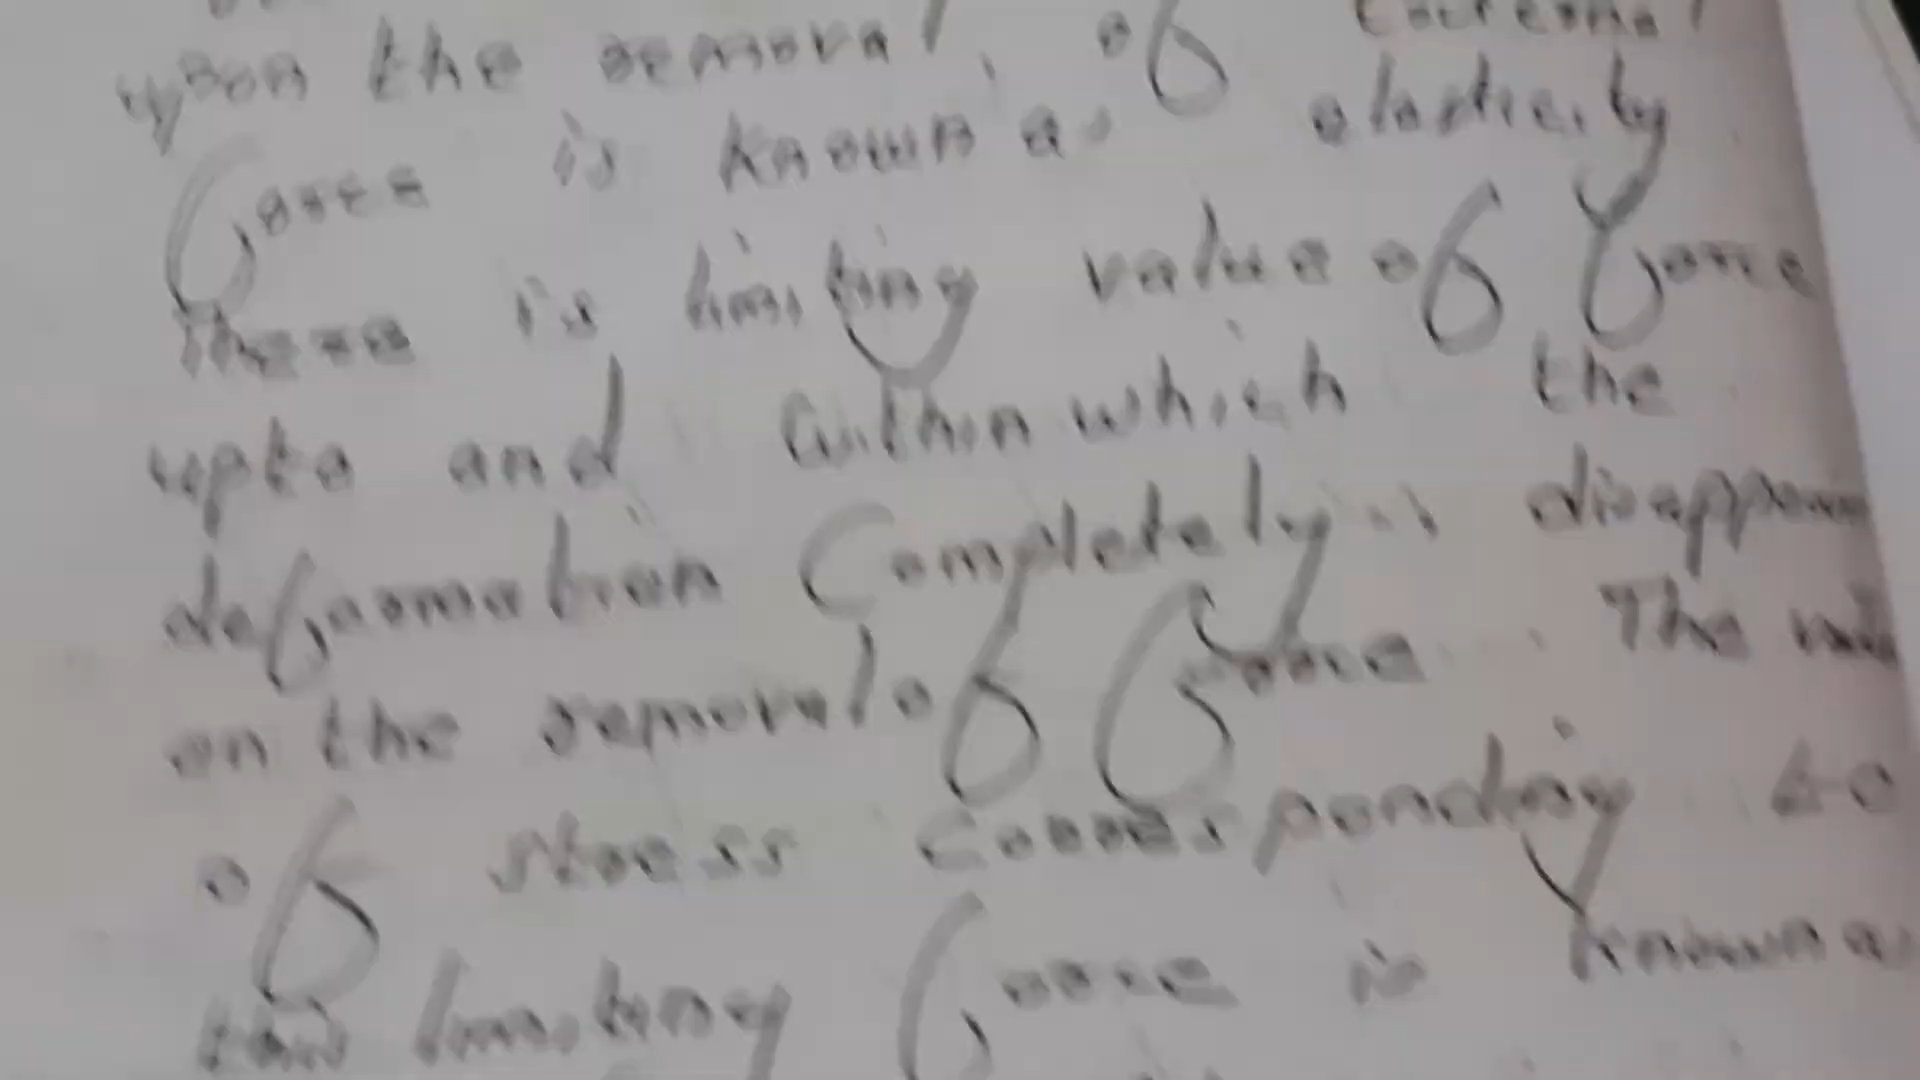 upon the removal of external
force is known as elasticity
There is limiting value of force
upto and within which the
deformation completely disappear
on the removal of force The
of stress corresponding to
this limiting force is known as